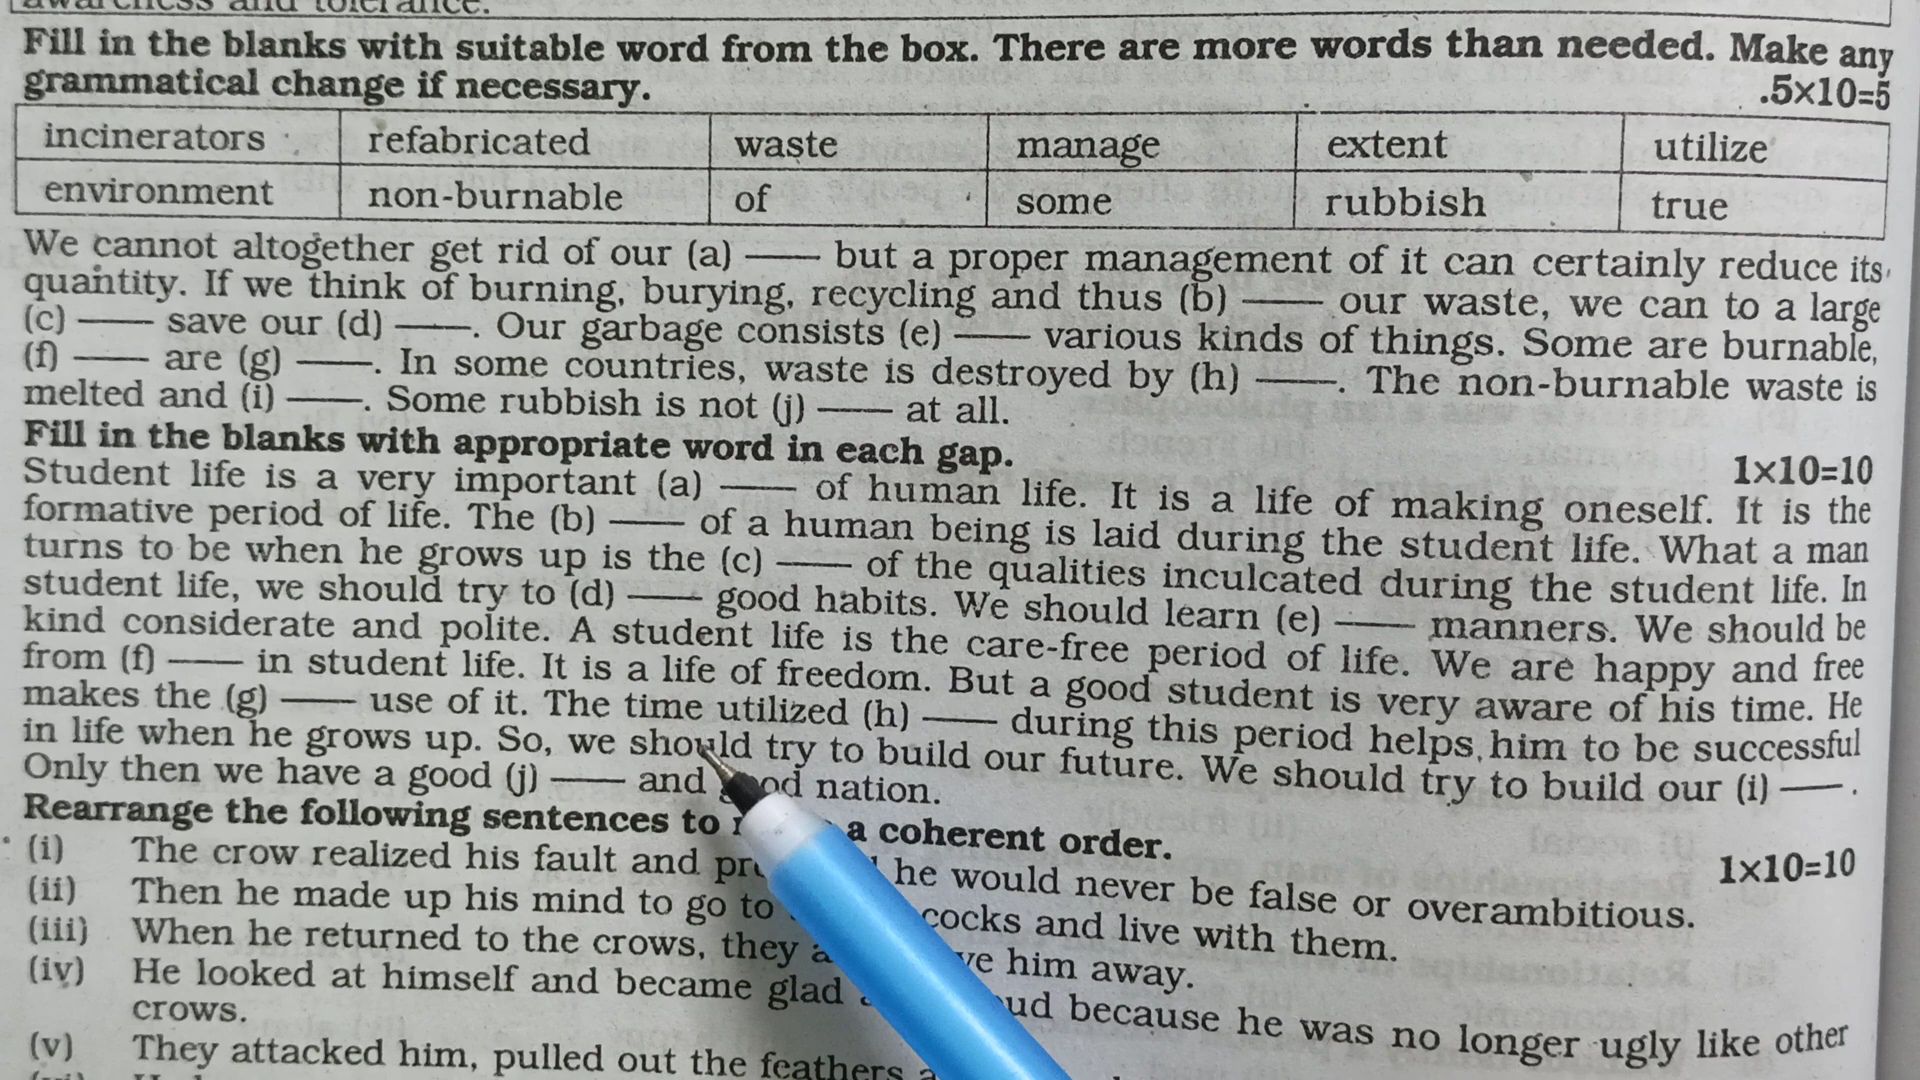 awareness and tolerance.
Fill in the blanks with suitable word from the box. There are more words than needed. Make any
grammatical change if necessary. .5×10=5
incinerators refabricated waste manage extent utilize
environment non-burnable of some rubbish true
We cannot altogether get rid of our (a) —— but a proper management of it can certainly reduce its
quantity. If we think of burning, burying, recycling and thus (b) —— our waste, we can to a large
(c) —— save our (d) ——. Our garbage consists (e) —— various kinds of things. Some are burnable,
(f) —— are (g) ——. In some countries, waste is destroyed by (h) ——. The non-burnable waste is
melted and (i) ——. Some rubbish is not (j) —— at all.
Fill in the blanks with appropriate word in each gap. 1×10=10
Student life is a very important (a) —— of human life. It is a life of making oneself. It is the
formative period of life. The (b) —— of a human being is laid during the student life. What a man
turns to be when he grows up is the (c) —— of the qualities inculcated during the student life. In
student life, we should try to (d) —— good habits. We should learn (e) —— manners. We should be
kind considerate and polite. A student life is the care-free period of life. We are happy and free
from (f) —— in student life. It is a life of freedom. But a good student is very aware of his time. He
makes the (g) —— use of it. The time utilized (h) —— during this period helps him to be successful
in life when he grows up. So, we should try to build our future. We should try to build our (i) ——.
Only then we have a good (j) —— and good nation.
Rearrange the following sentences to a coherent order. 1×10=10
(i) The crow realized his fault and he would never be false or overambitious.
(ii) Then he made up his mind to go to cocks and live with them.
(iii) When he returned to the crows, they him away.
(iv) He looked at himself and became glad because he was no longer ugly like other
crows.
(v) They attacked him, pulled out the feathers